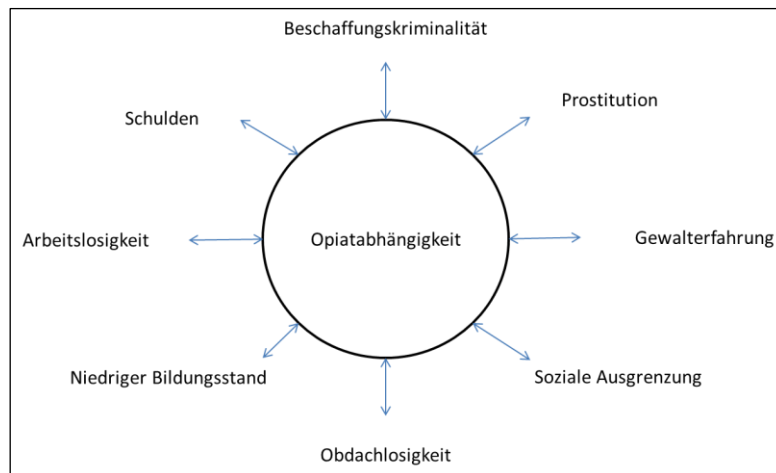 Beschaffungskriminalität
Prostitution
Schulden
Arbeitslosigkeit
Opiatabhängigkeit
Gewalterfahrung
Niedriger Bildungsstand
Soziale Ausgrenzung
Obdachlosigkeit